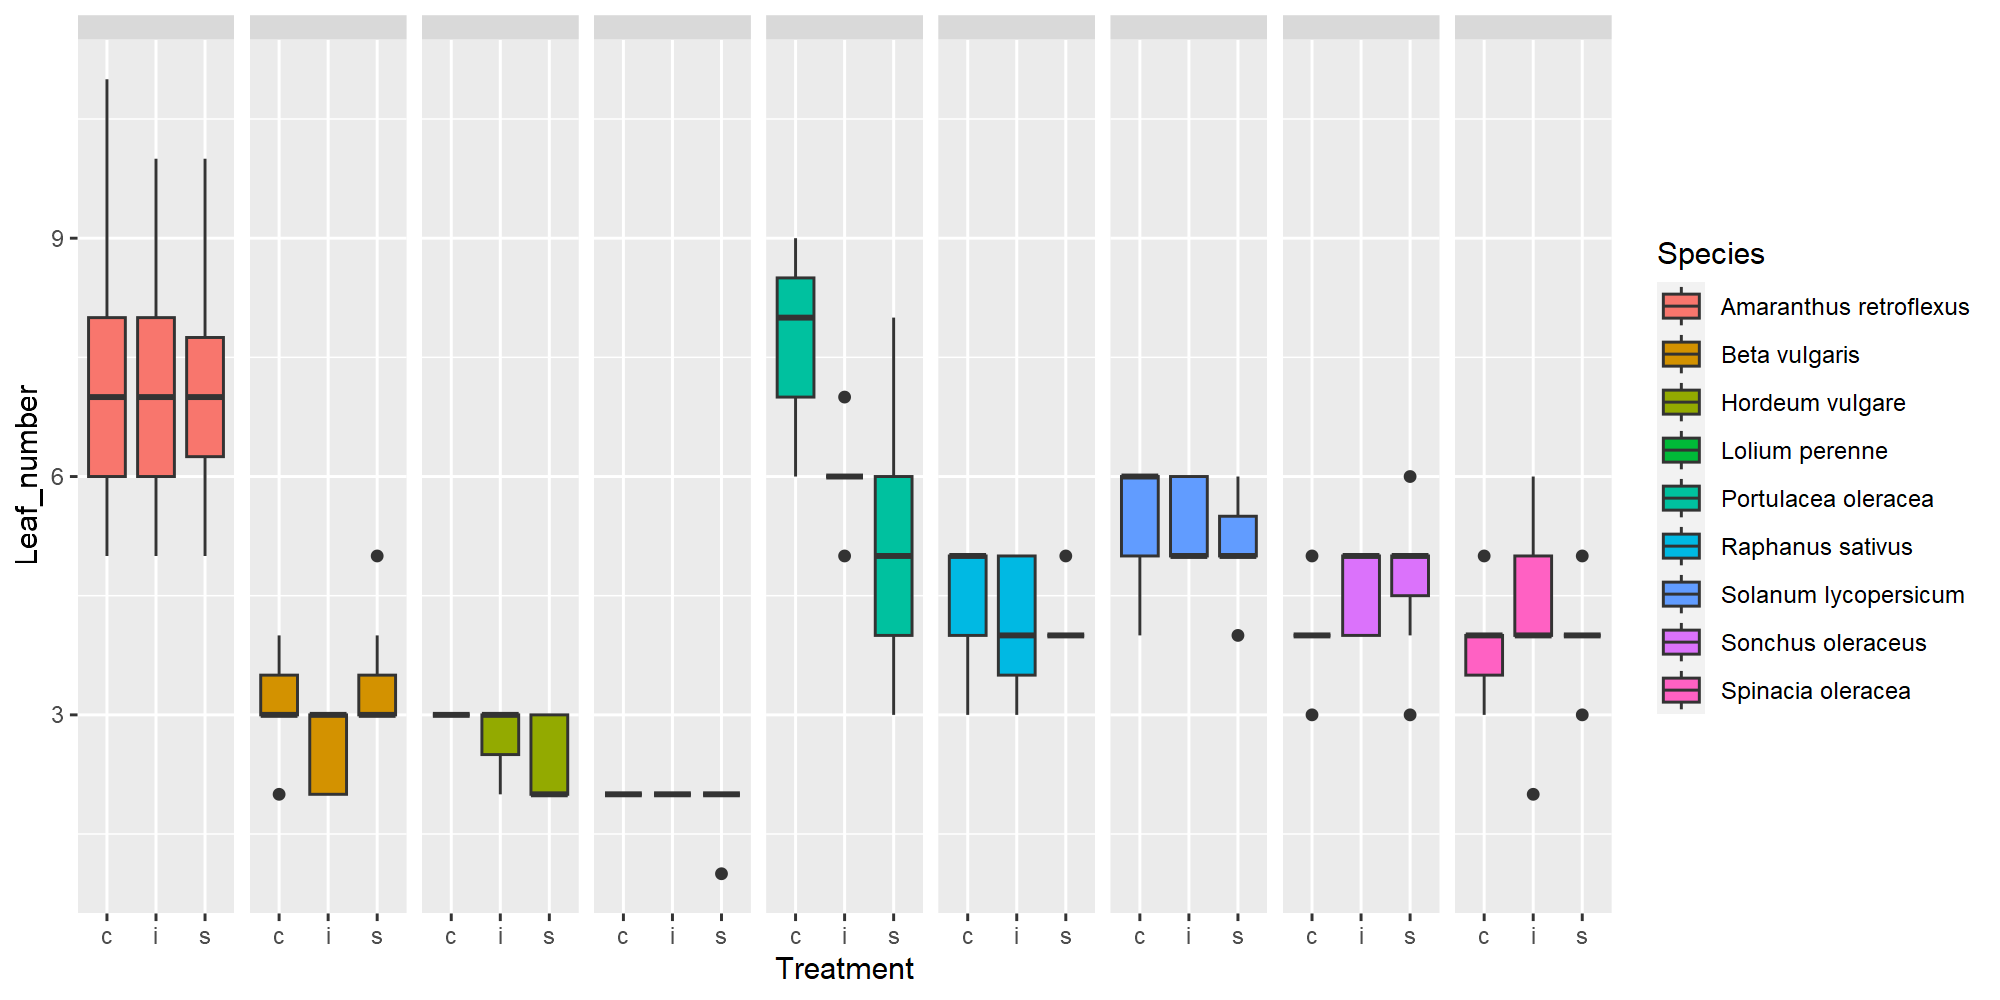 Leaf_number
9
6
3
c i s c i s c i s c i s c i s c i s c i s c i s c i s
Treatment
Species
Amaranthus retroflexus
Beta vulgaris
Hordeum vulgare
Lolium perenne
Portulacea oleracea
Raphanus sativus
Solanum lycopersicum
Sonchus oleraceus
Spinacia oleracea